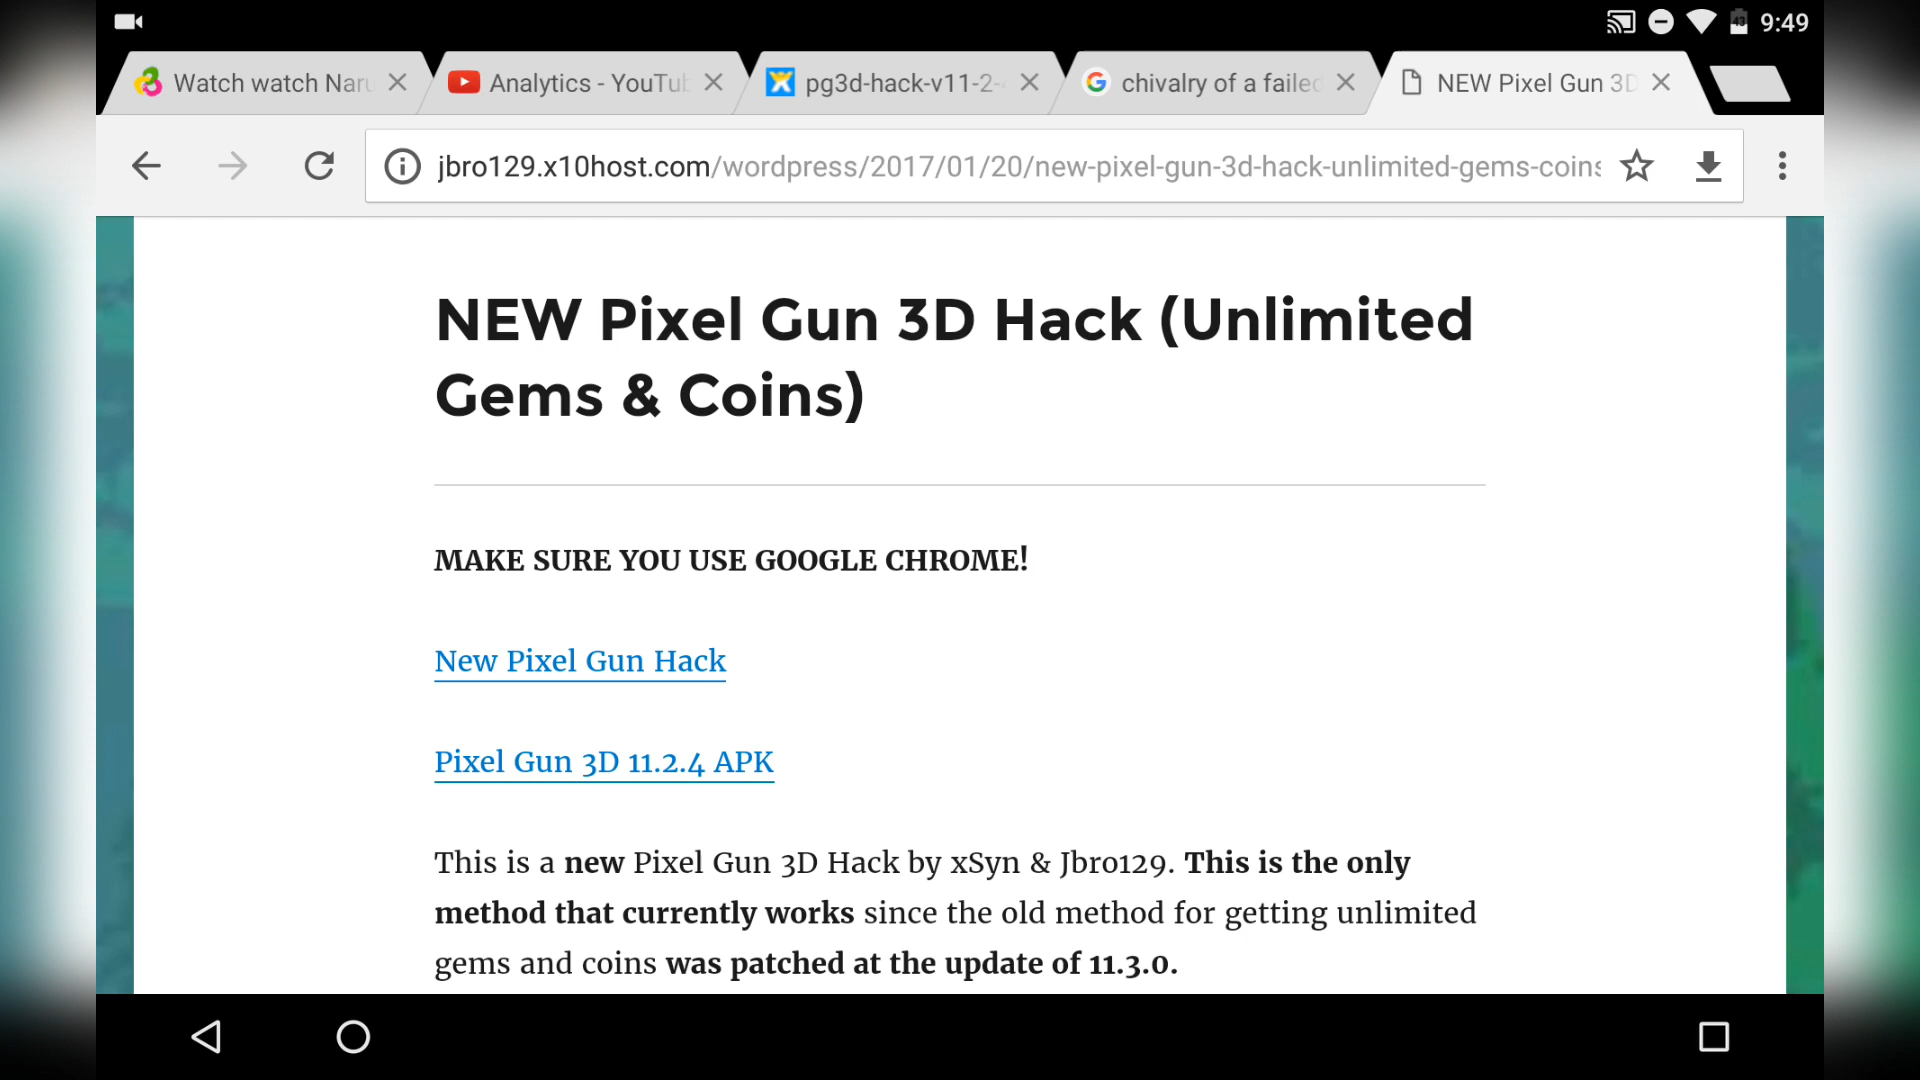 43 9:49
Watch watch Naru
Analytics - YouTub
pg3d-hack-v11-2-
chivalry of a failed
NEW Pixel Gun 3D
jbro129.x10host.com/wordpress/2017/01/20/new-pixel-gun-3d-hack-unlimited-gems-coins
NEW Pixel Gun 3D Hack (Unlimited
Gems & Coins)
MAKE SURE YOU USE GOOGLE CHROME!
New Pixel Gun Hack
Pixel Gun 3D 11.2.4 APK
This is a new Pixel Gun 3D Hack by xSyn & Jbro129. This is the only
method that currently works since the old method for getting unlimited
gems and coins was patched at the update of 11.3.0.